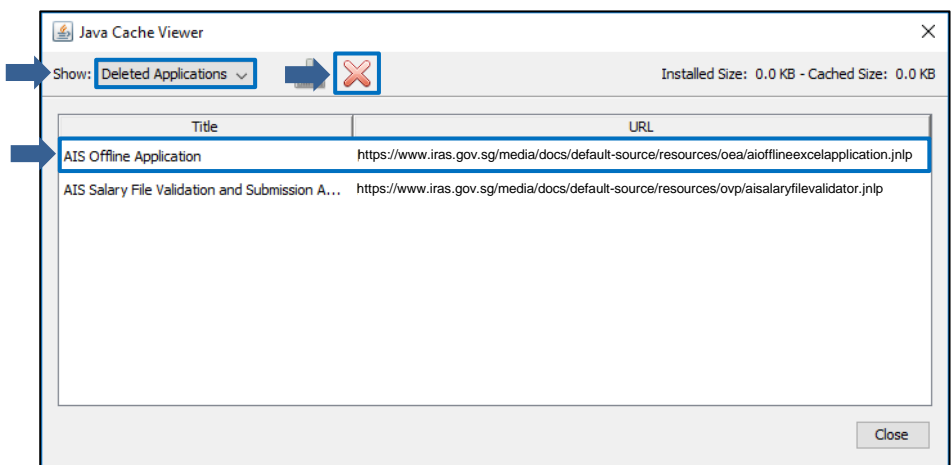 Java Cache Viewer
Show: Deleted Applications Installed Size: 0.0 KB - Cached Size: 0.0 KB
Title URL
AIS Offline Application https://www.iras.gov.sg/media/docs/default-source/resources/oea/aiofflineexcelapplication.jnlp
AIS Salary File Validation and Submission A... https://www.iras.gov.sg/media/docs/default-source/resources/ovp/aisalaryfilevalidator.jnlp
Close